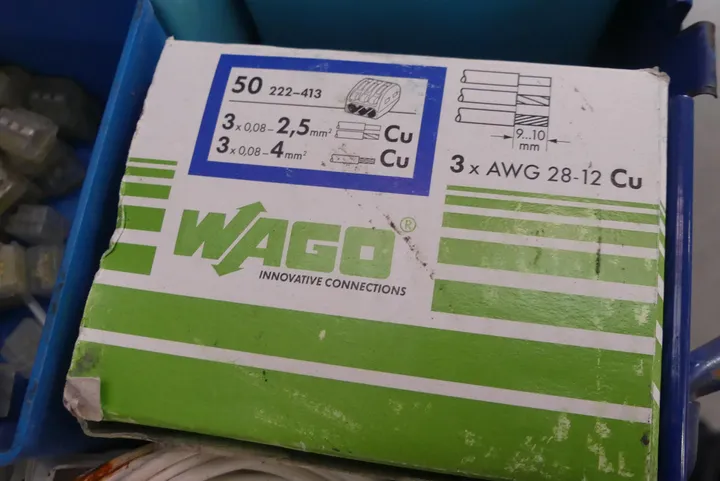 50 222-413
3 x 0,08-2,5 mm² Cu
3 x 0,08-4 mm² Cu
9...10
mm
3 x AWG 28-12 Cu
WAGO®
INNOVATIVE CONNECTIONS